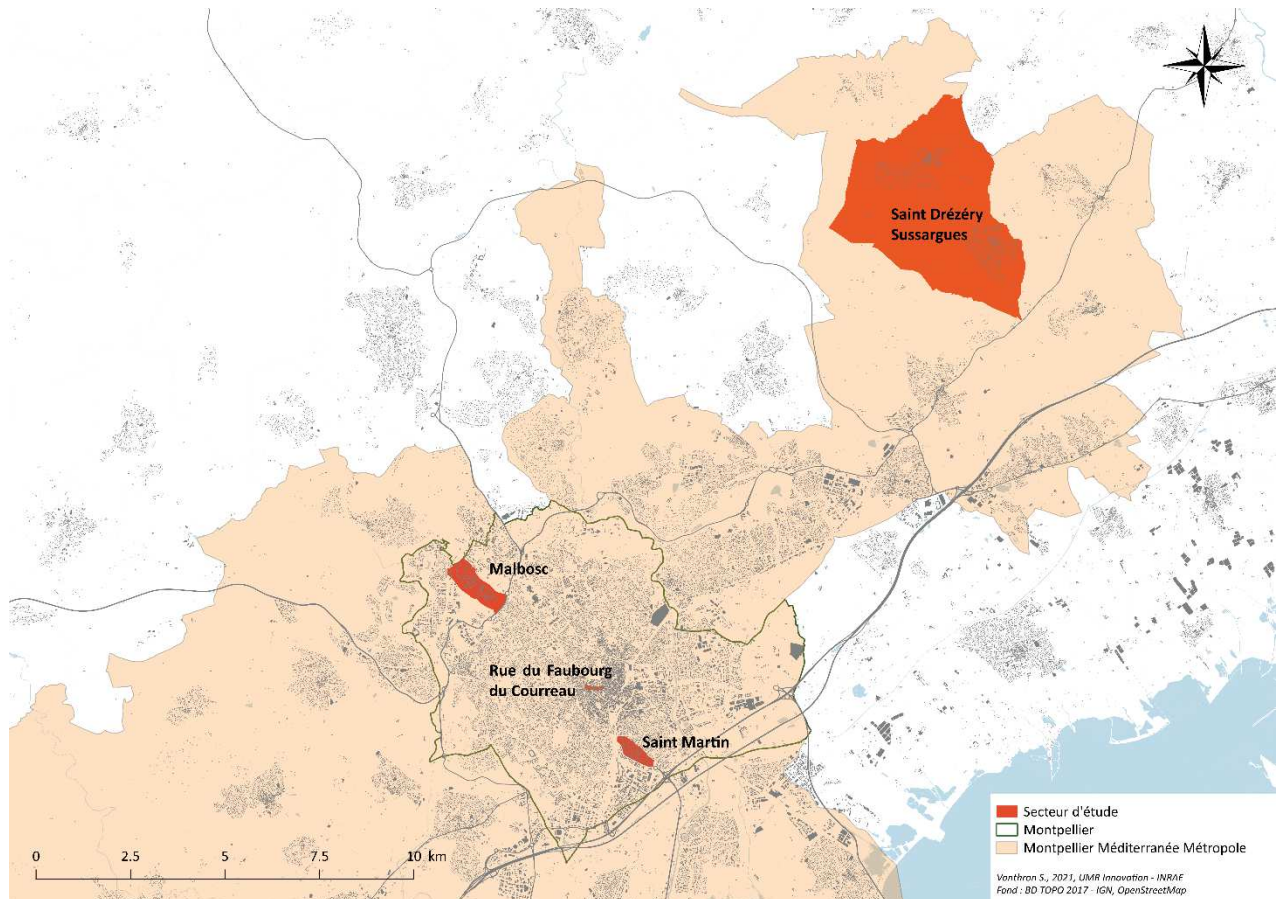 Saint Drézéry
Sussargues
Malbosc
Rue du Faubourg
du Courreau
Saint Martin
Secteur d'étude
Montpellier
Montpellier Méditerranée Métropole
0 2.5 5 7.5 10 km
Vonthron S., 2021, UMR Innovation - INRAE
Fond : BD TOPO 2017 - IGN, OpenStreetMap